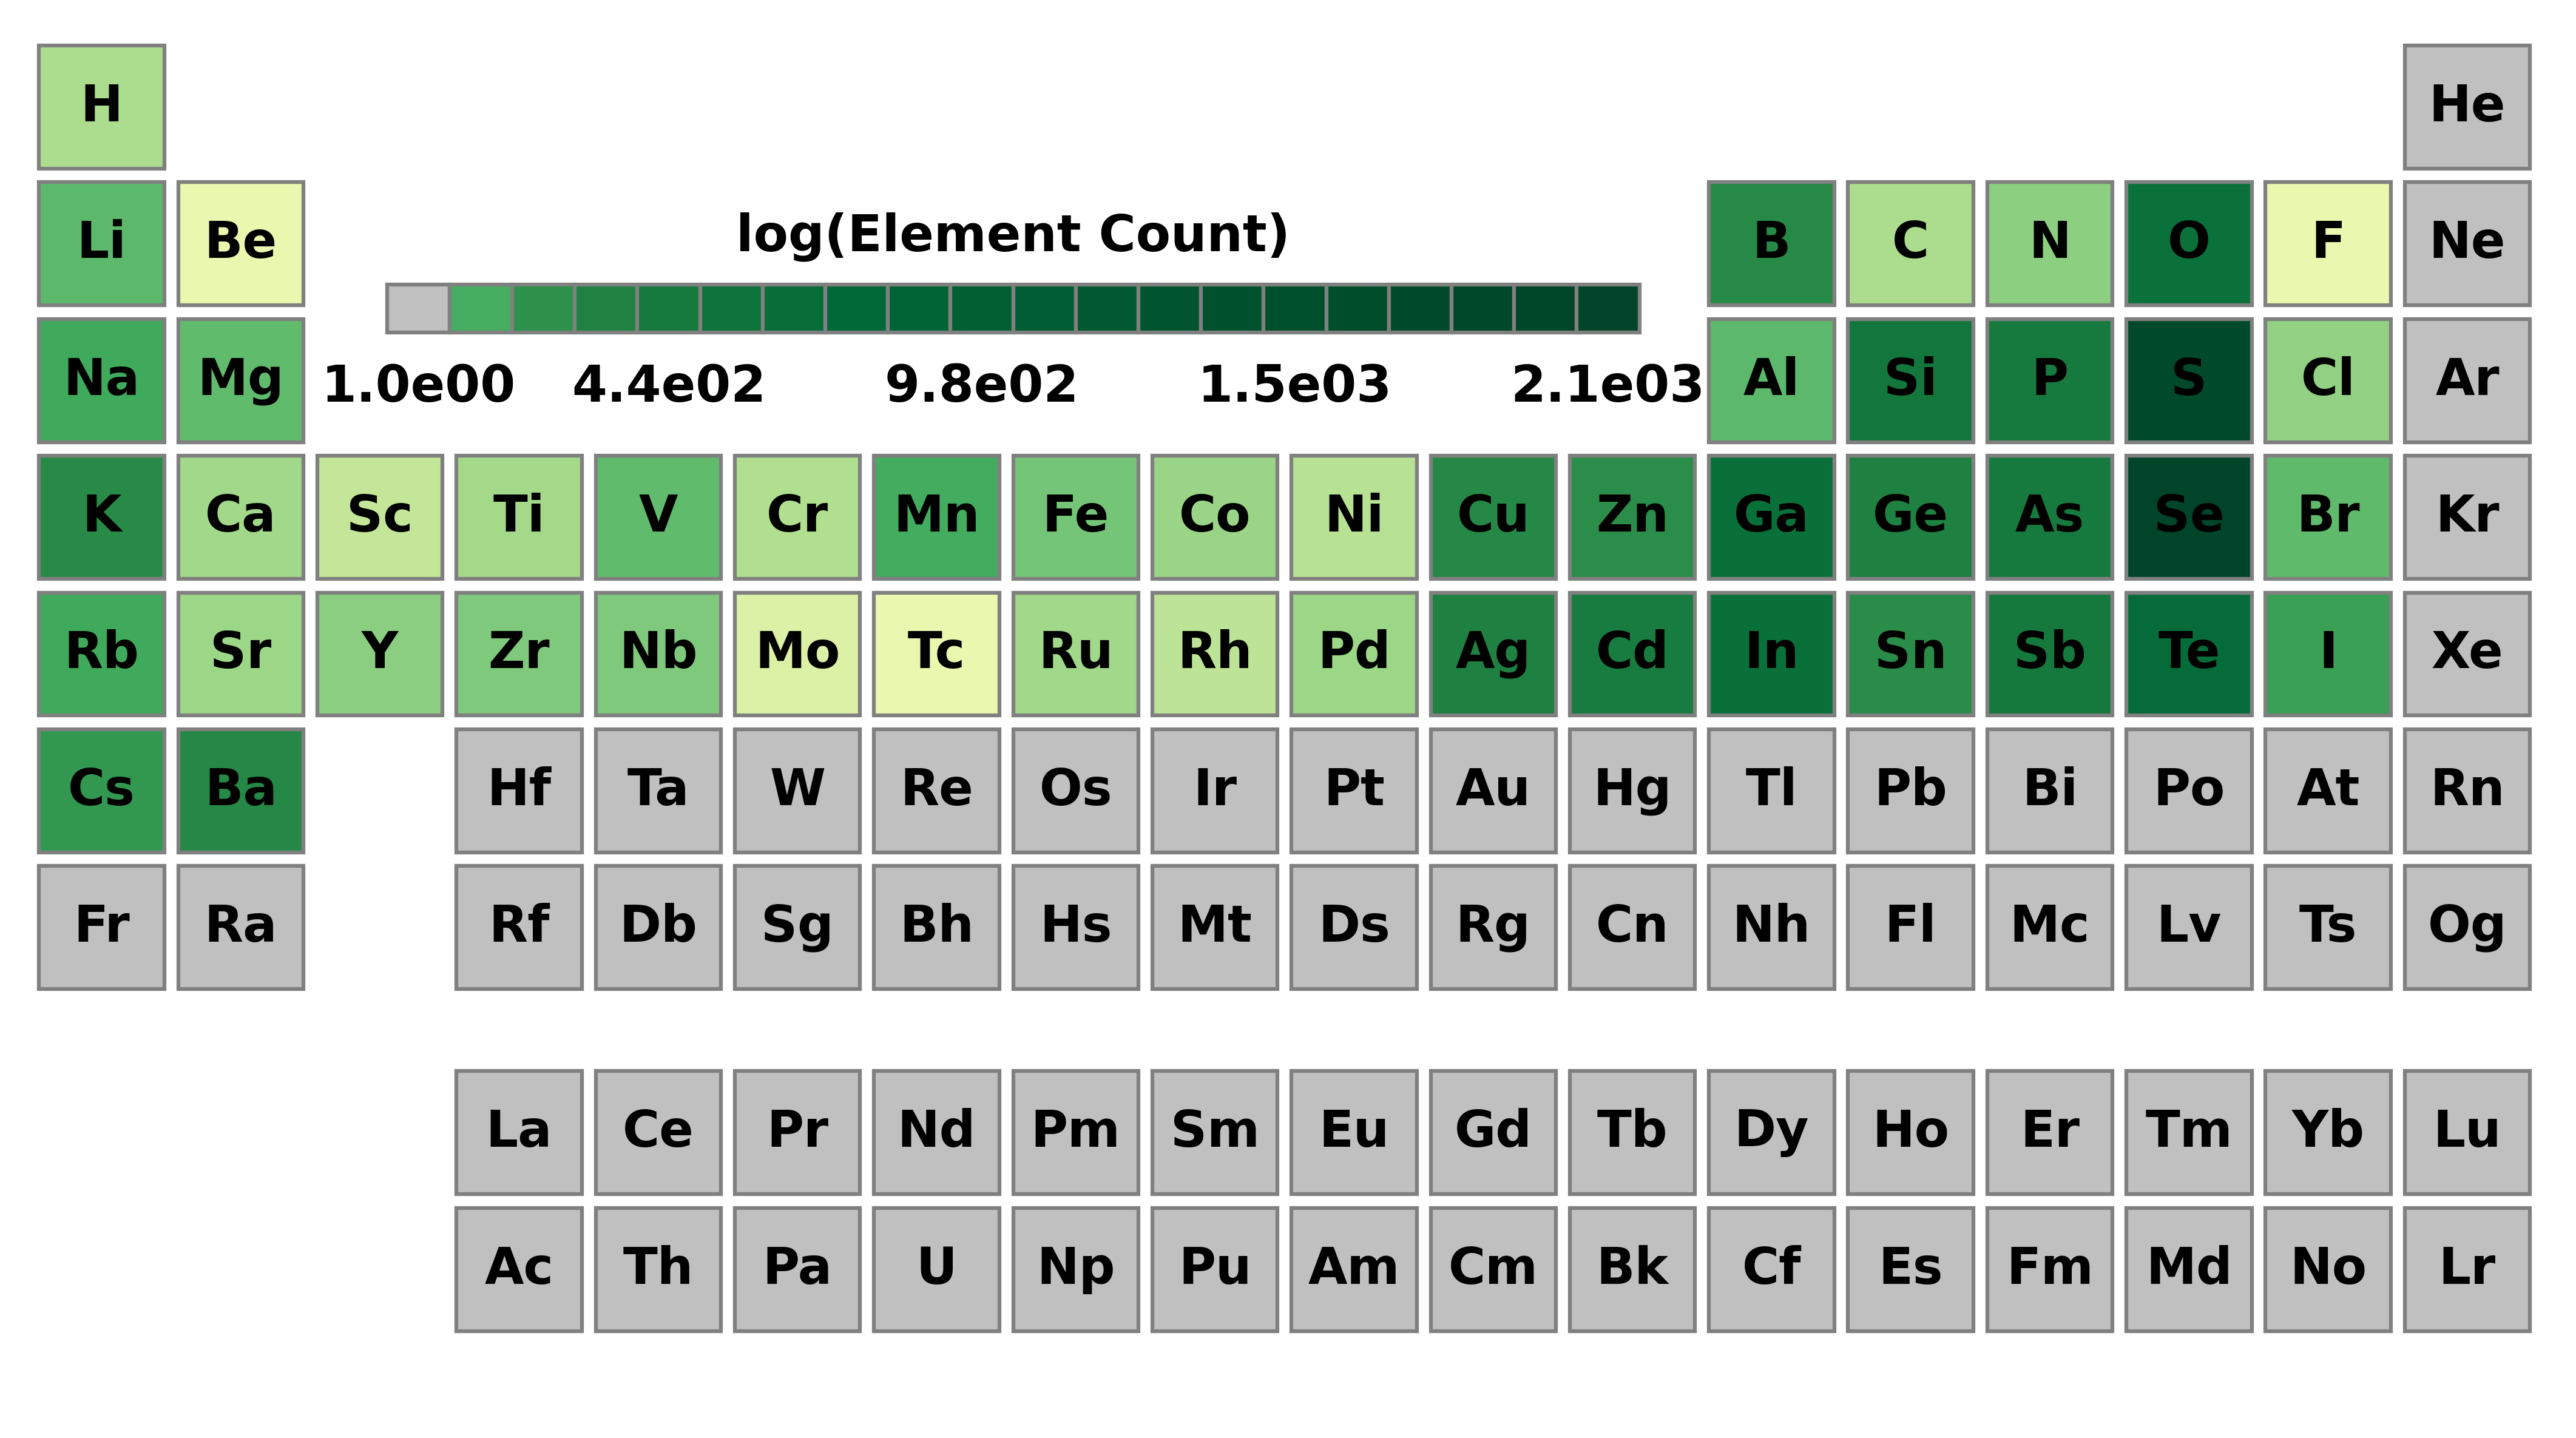 H He
Li Be B C N O F Ne
log(Element Count)
Na Mg Al Si P S Cl Ar
1.0e00 4.4e02 9.8e02 1.5e03 2.1e03
K Ca Sc Ti V Cr Mn Fe Co Ni Cu Zn Ga Ge As Se Br Kr
Rb Sr Y Zr Nb Mo Tc Ru Rh Pd Ag Cd In Sn Sb Te I Xe
Cs Ba Hf Ta W Re Os Ir Pt Au Hg Tl Pb Bi Po At Rn
Fr Ra Rf Db Sg Bh Hs Mt Ds Rg Cn Nh Fl Mc Lv Ts Og
La Ce Pr Nd Pm Sm Eu Gd Tb Dy Ho Er Tm Yb Lu
Ac Th Pa U Np Pu Am Cm Bk Cf Es Fm Md No Lr